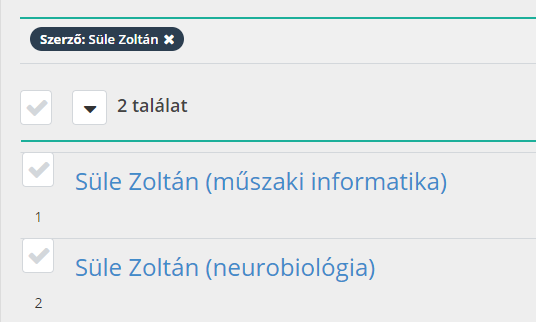 Szerző: Süle Zoltán ✖
2 találat
Süle Zoltán (műszaki informatika)
1
Süle Zoltán (neurobiológia)
2